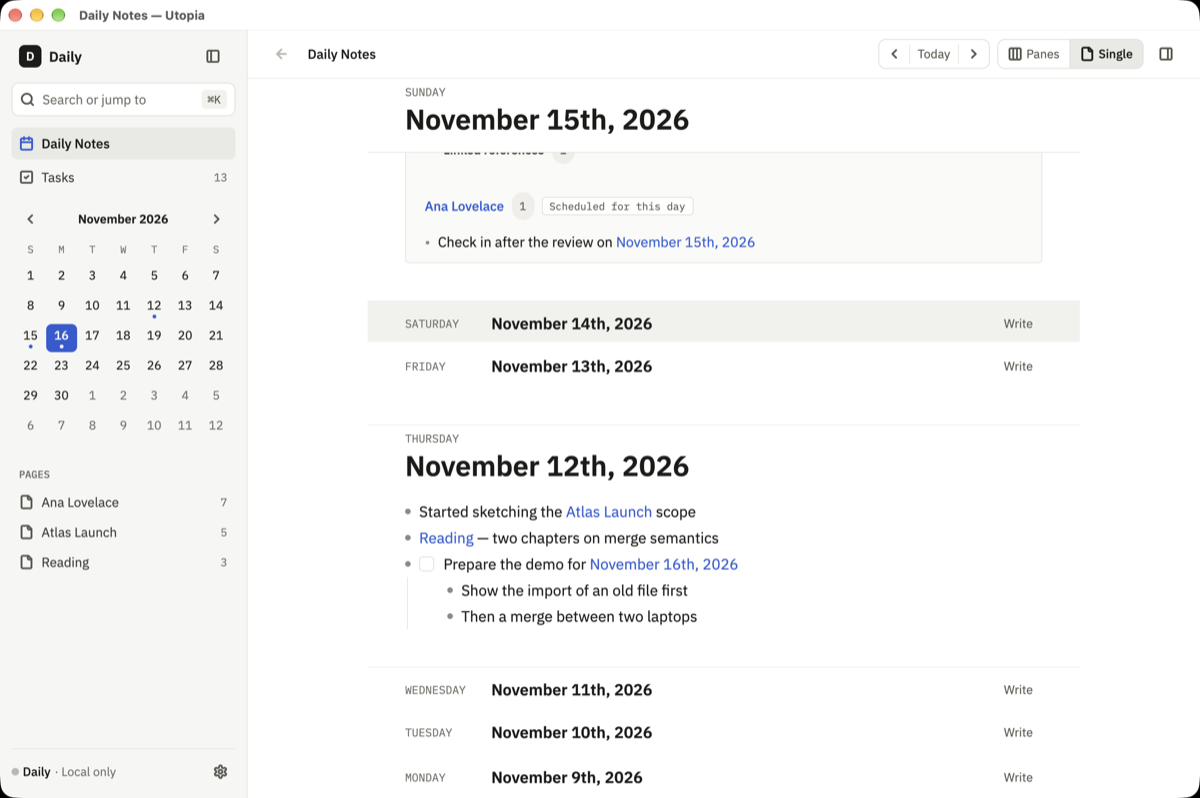 Daily Notes — Utopia
D Daily
Search or jump to ⌘K
Daily Notes
Tasks 13
November 2026
S M T W T F S
1 2 3 4 5 6 7
8 9 10 11 12 13 14
15 16 17 18 19 20 21
22 23 24 25 26 27 28
29 30 1 2 3 4 5
6 7 8 9 10 11 12
PAGES
Ana Lovelace 7
Atlas Launch 5
Reading 3
Daily · Local only
Daily Notes
Today
Panes
Single
SUNDAY
November 15th, 2026
Ana Lovelace 1 Scheduled for this day
• Check in after the review on November 15th, 2026
SATURDAY November 14th, 2026 Write
FRIDAY November 13th, 2026 Write
THURSDAY
November 12th, 2026
• Started sketching the Atlas Launch scope
• Reading — two chapters on merge semantics
• Prepare the demo for November 16th, 2026
• Show the import of an old file first
• Then a merge between two laptops
WEDNESDAY November 11th, 2026 Write
TUESDAY November 10th, 2026 Write
MONDAY November 9th, 2026 Write